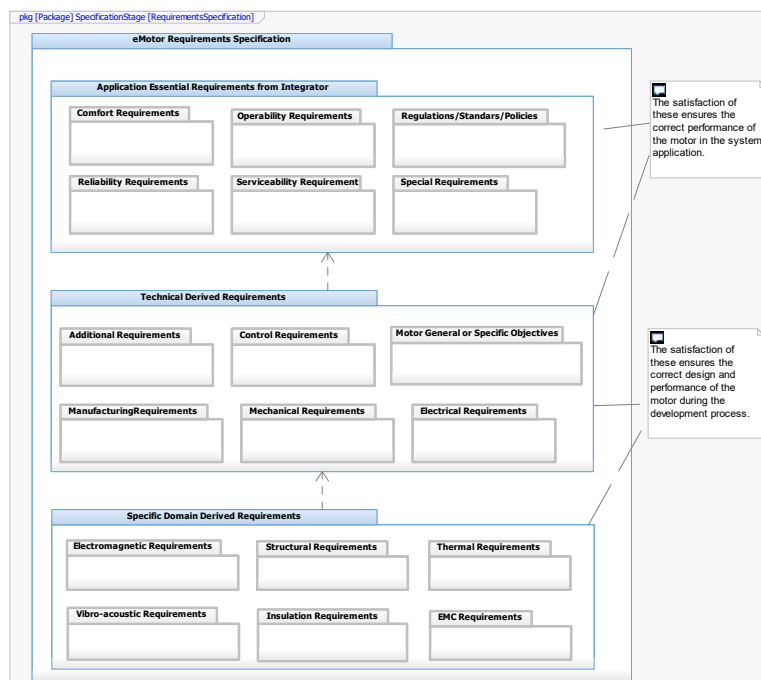 pkg [Package] SpecificationStage [RequirementsSpecification]
eMotor Requirements Specification
Application Essential Requirements from Integrator
Comfort Requirements
Operability Requirements
Regulations/Standars/Policies
Reliability Requirements
Serviceability Requirement
Special Requirements
The satisfaction of
these ensures the
correct performance of
the motor in the system
application.
Technical Derived Requirements
Additional Requirements
Control Requirements
Motor General or Specific Objectives
ManufacturingRequirements
Mechanical Requirements
Electrical Requirements
The satisfaction of
these ensures the
correct design and
performance of the
motor during the
development process.
Specific Domain Derived Requirements
Electromagnetic Requirements
Structural Requirements
Thermal Requirements
Vibro-acoustic Requirements
Insulation Requirements
EMC Requirements